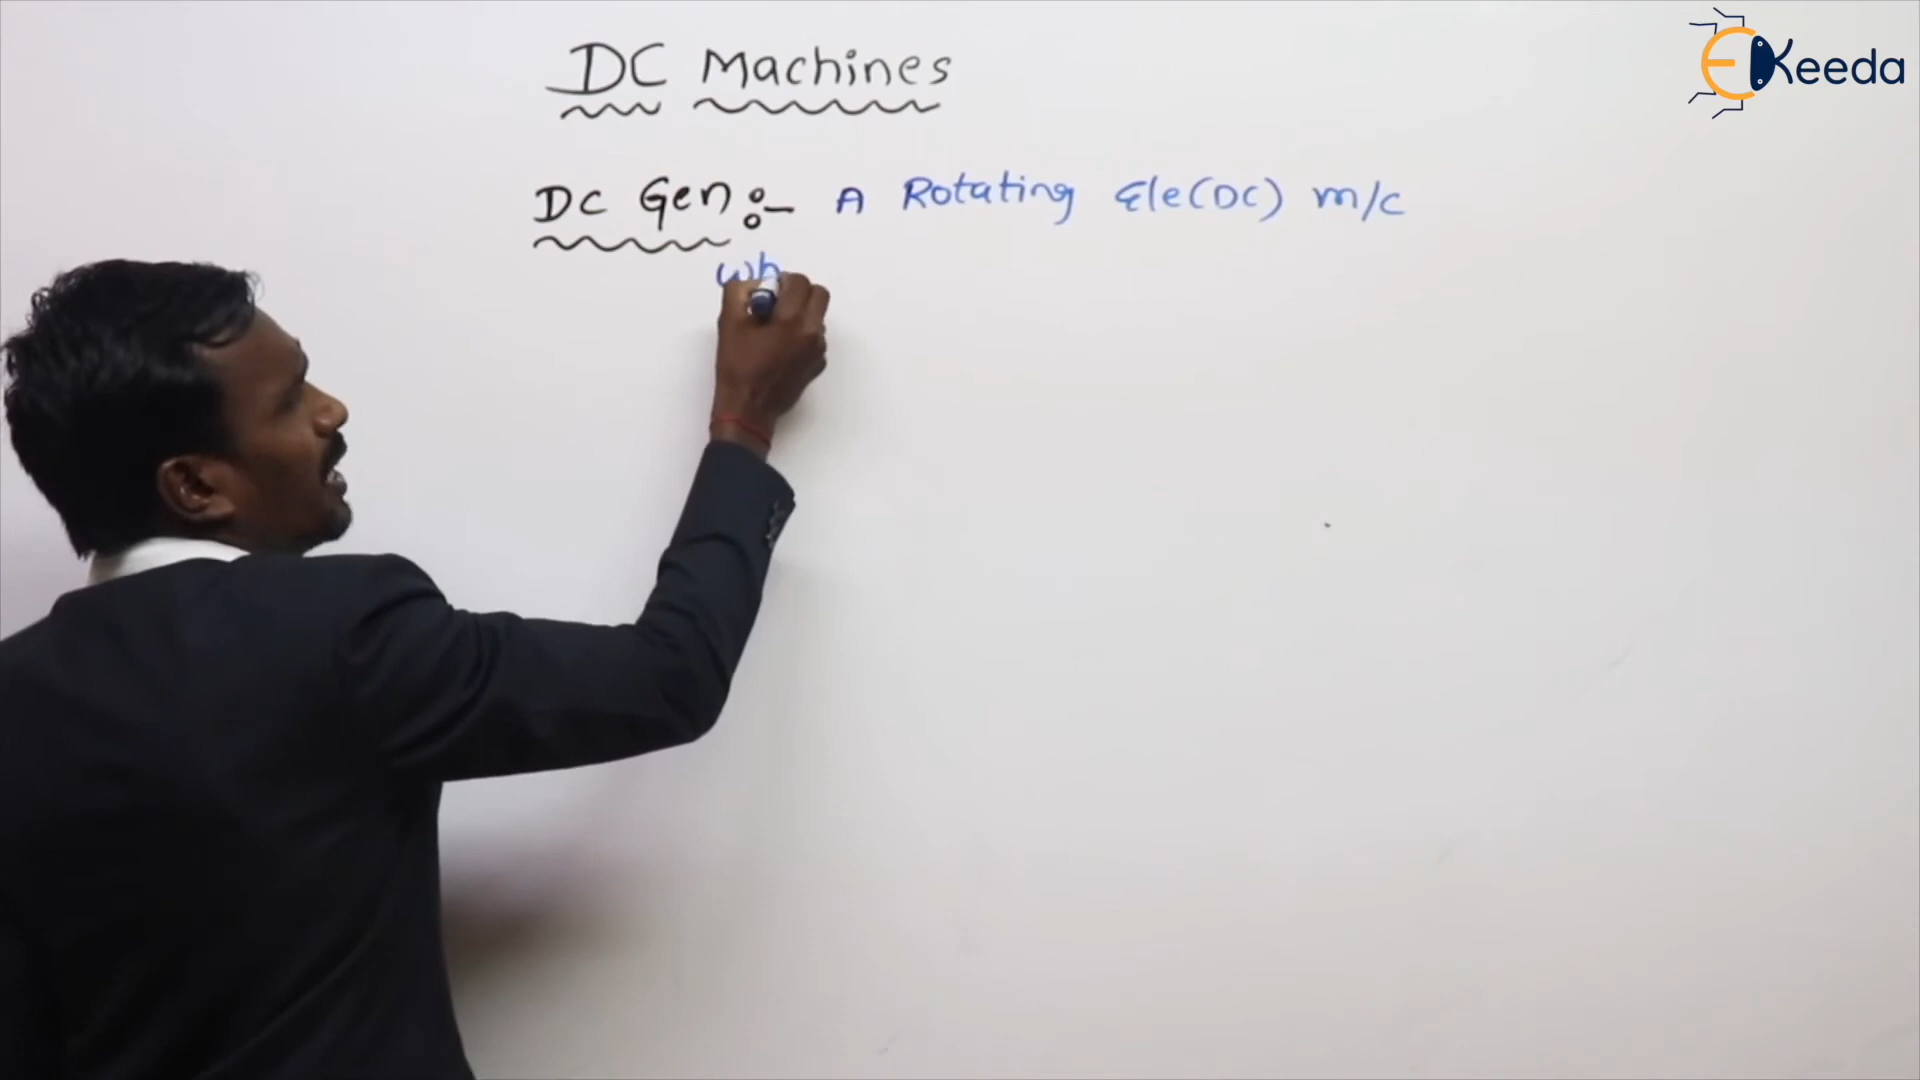 EKeeda
DC Machines
DC Gen:- A Rotating Ele(DC) m/c
wh